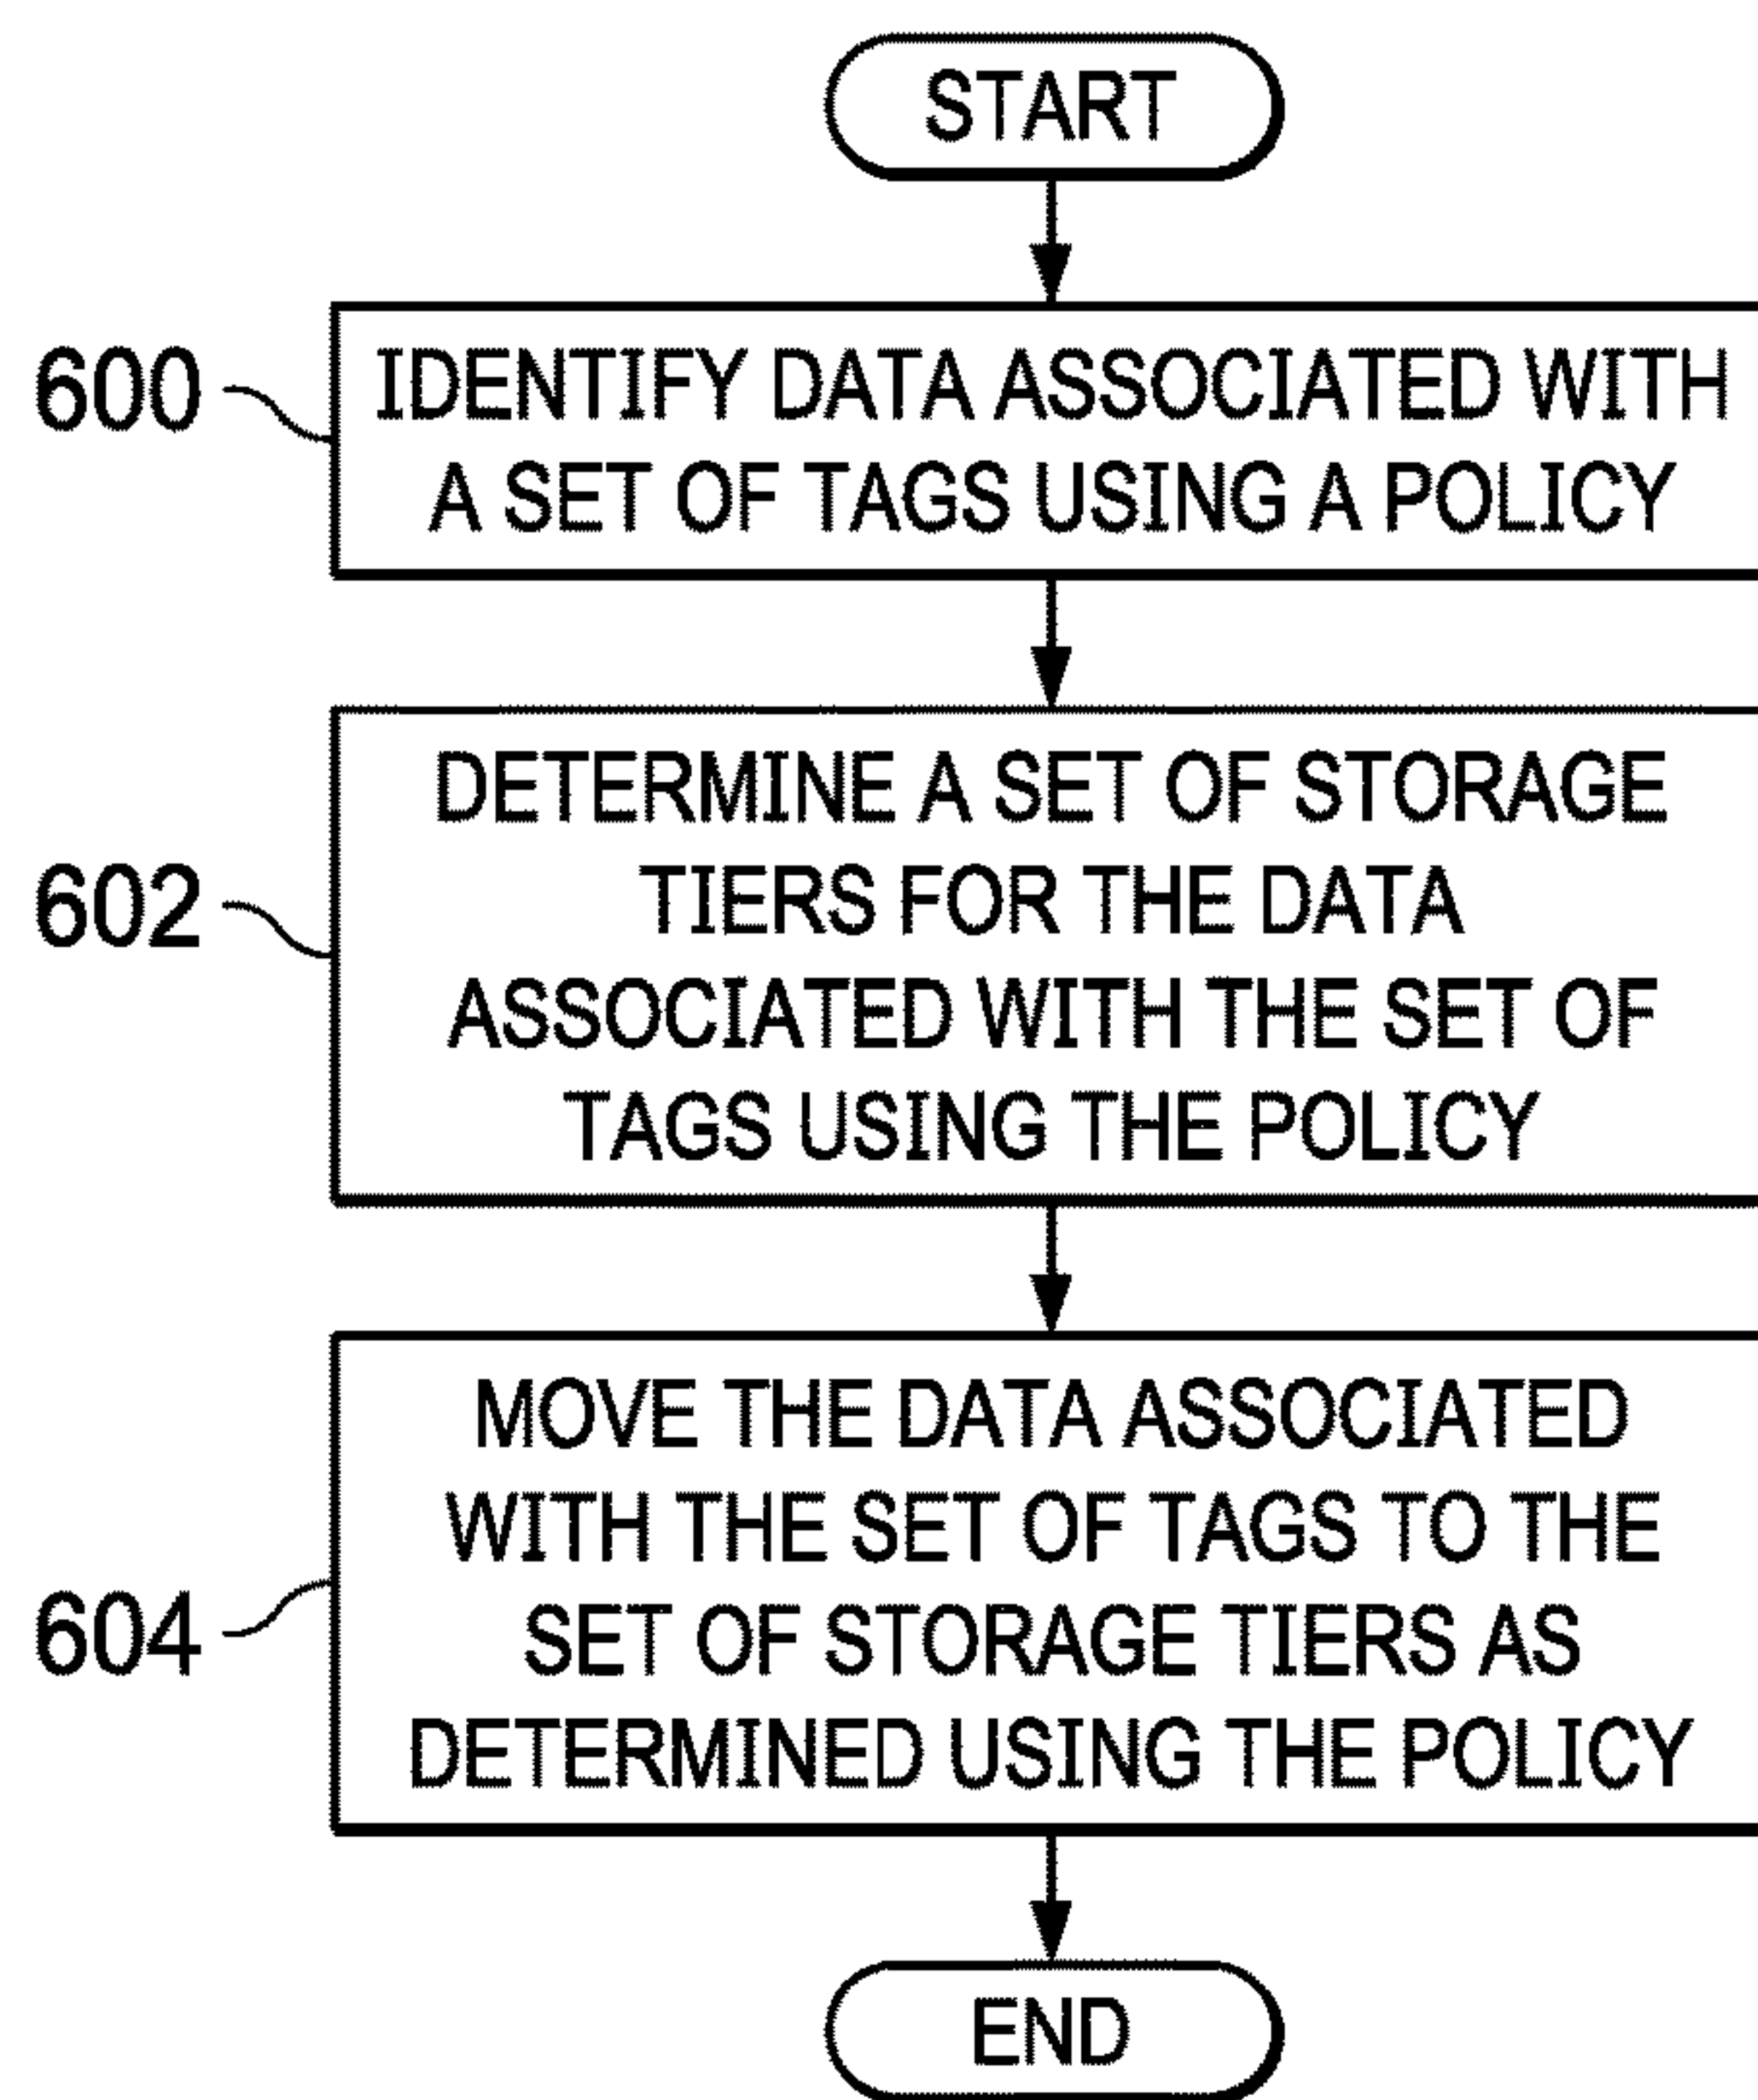 START
600
IDENTIFY DATA ASSOCIATED WITH
A SET OF TAGS USING A POLICY
602
DETERMINE A SET OF STORAGE
TIERS FOR THE DATA
ASSOCIATED WITH THE SET OF
TAGS USING THE POLICY
604
MOVE THE DATA ASSOCIATED
WITH THE SET OF TAGS TO THE
SET OF STORAGE TIERS AS
DETERMINED USING THE POLICY
END